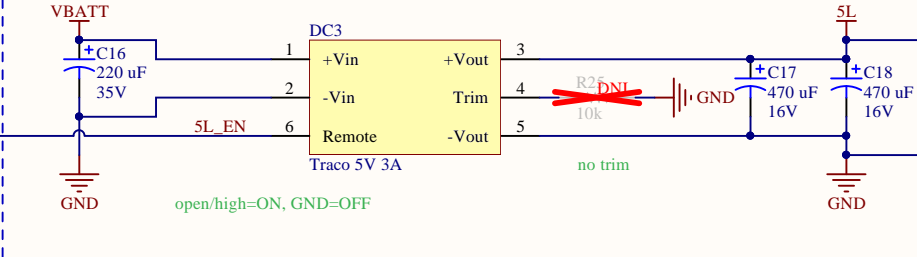 VBATT
5L
DC3
C16
220 uF
35V
1
+Vin
+Vout
3
2
-Vin
Trim
4
R25
DNI
10k
GND
C17
470 uF
16V
C18
470 uF
16V
5L_EN
6
Remote
-Vout
5
Traco 5V 3A
no trim
GND
open/high=ON, GND=OFF
GND